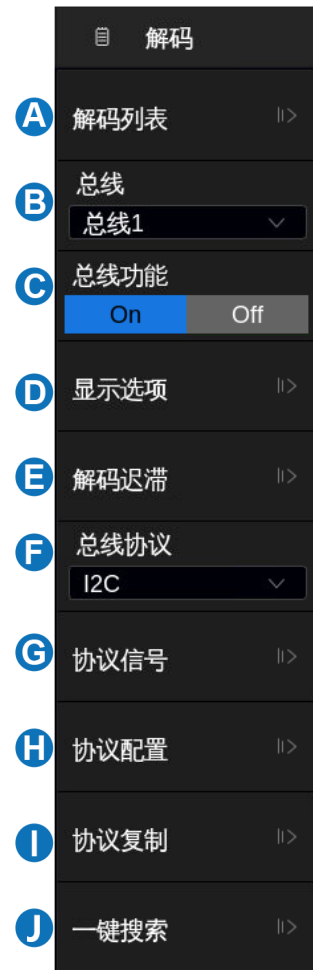 解码
A 解码列表
B 总线
总线1
C 总线功能
On Off
D 显示选项
E 解码迟滞
F 总线协议
I2C
G 协议信号
H 协议配置
I 协议复制
J 一键搜索